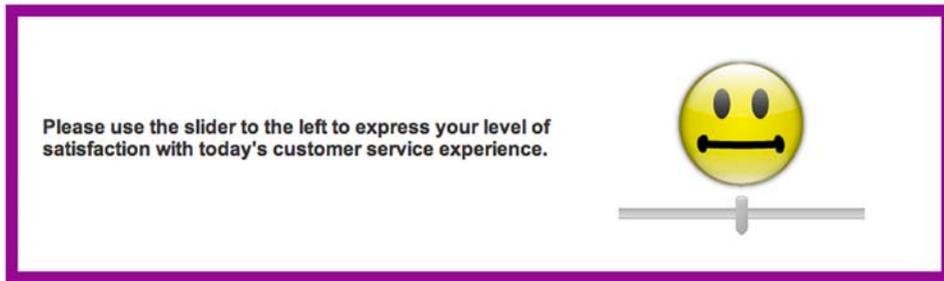 Please use the slider to the left to express your level of
satisfaction with today's customer service experience.